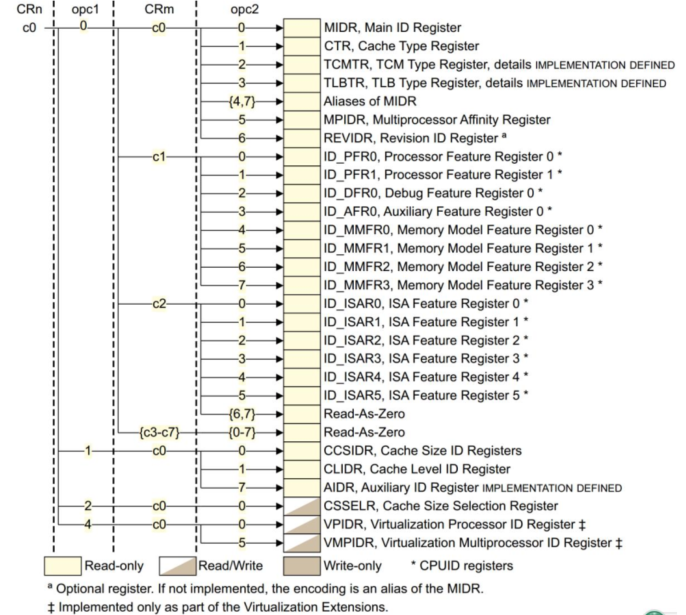 CRn opc1 CRm opc2
c0 0 c0 0 MIDR, Main ID Register
1 CTR, Cache Type Register
2 TCMTR, TCM Type Register, details IMPLEMENTATION DEFINED
3 TLBTR, TLB Type Register, details IMPLEMENTATION DEFINED
{4,7} Aliases of MIDR
5 MPIDR, Multiprocessor Affinity Register
6 REVIDR, Revision ID Register ª
c1 0 ID_PFR0, Processor Feature Register 0 *
1 ID_PFR1, Processor Feature Register 1 *
2 ID_DFR0, Debug Feature Register 0 *
3 ID_AFR0, Auxiliary Feature Register 0 *
4 ID_MMFR0, Memory Model Feature Register 0 *
5 ID_MMFR1, Memory Model Feature Register 1 *
6 ID_MMFR2, Memory Model Feature Register 2 *
7 ID_MMFR3, Memory Model Feature Register 3 *
c2 0 ID_ISAR0, ISA Feature Register 0 *
1 ID_ISAR1, ISA Feature Register 1 *
2 ID_ISAR2, ISA Feature Register 2 *
3 ID_ISAR3, ISA Feature Register 3 *
4 ID_ISAR4, ISA Feature Register 4 *
5 ID_ISAR5, ISA Feature Register 5 *
{6,7} Read-As-Zero
{c3-c7} {0-7} Read-As-Zero
1 c0 0 CCSIDR, Cache Size ID Registers
1 CLIDR, Cache Level ID Register
7 AIDR, Auxiliary ID Register IMPLEMENTATION DEFINED
2 c0 0 CSSELR, Cache Size Selection Register
4 c0 0 VPIDR, Virtualization Processor ID Register ‡
5 VMPIDR, Virtualization Multiprocessor ID Register ‡
Read-only Read/Write Write-only * CPUID registers
ª Optional register. If not implemented, the encoding is an alias of the MIDR.
‡ Implemented only as part of the Virtualization Extensions.